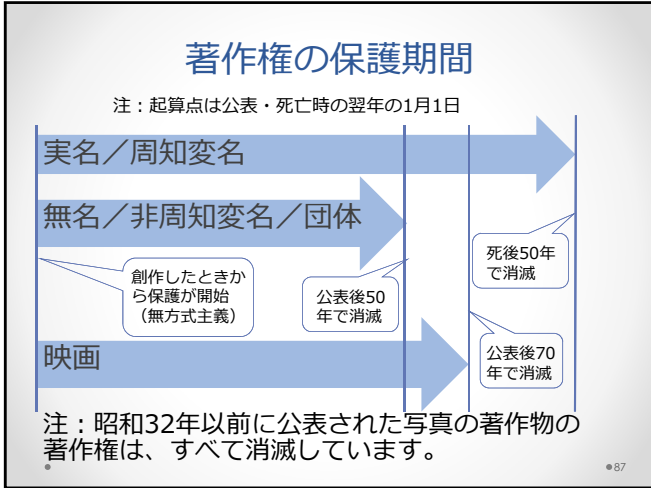 著作権の保護期間
注：起算点は公表・死亡時の翌年の1月1日
実名／周知変名
無名／非周知変名／団体
創作したときか
ら保護が開始
（無方式主義）
公表後50
年で消滅
死後50年
で消滅
映画
公表後70
年で消滅
注：昭和32年以前に公表された写真の著作物の
著作権は、すべて消滅しています。
87